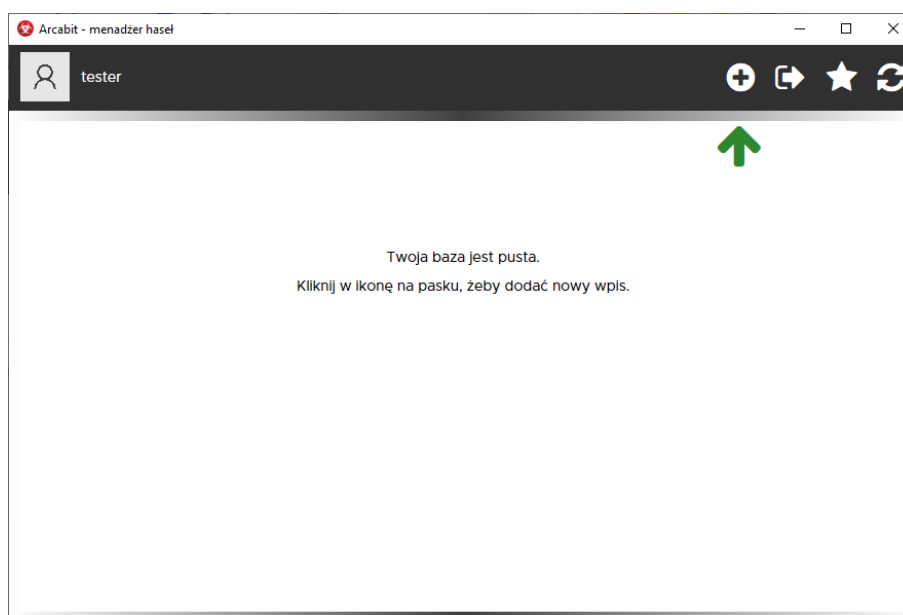 Arcabit - menadżer haseł
tester
Twoja baza jest pusta.
Kliknij w ikonę na pasku, żeby dodać nowy wpis.